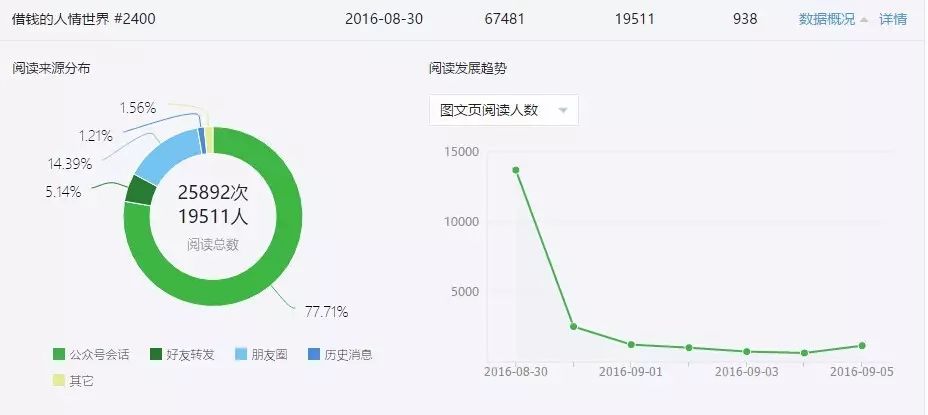 借钱的人情世界 #2400 2016-08-30 67481 19511 938 数据概况 详情
阅读来源分布 阅读发展趋势
图文页阅读人数
1.56%
1.21%
14.39%
5.14%
25892次
19511人
阅读总数
77.71%
公众号会话 好友转发 朋友圈 历史消息
其它
15000
10000
5000
2016-08-30 2016-09-01 2016-09-03 2016-09-05